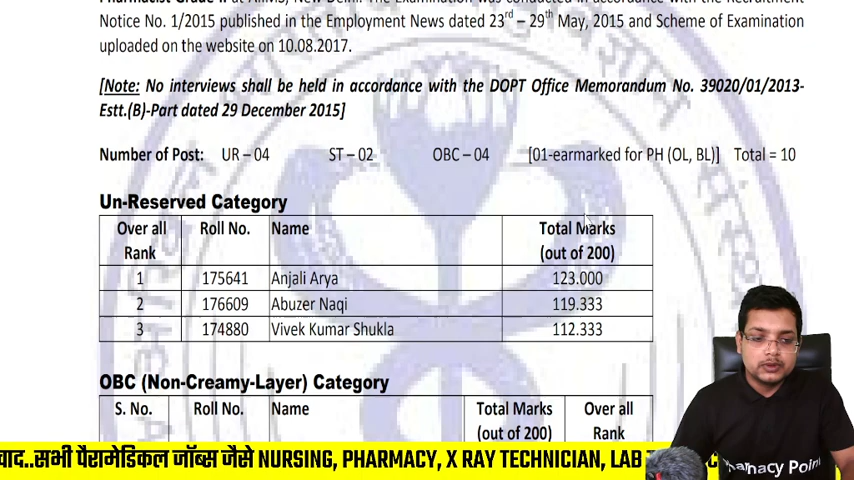 Pharmacist Grade II at AIIMS, New Delhi. The Examination was conducted in accordance with the Recruitment
Notice No. 1/2015 published in the Employment News dated 23rd – 29th May, 2015 and Scheme of Examination
uploaded on the website on 10.08.2017.
[Note: No interviews shall be held in accordance with the DOPT Office Memorandum No. 39020/01/2013-
Estt.(B)-Part dated 29 December 2015]
Number of Post: UR – 04 ST – 02 OBC – 04 [01-earmarked for PH (OL, BL)] Total = 10
Un-Reserved Category
Over all Rank Roll No. Name Total Marks (out of 200)
1 175641 Anjali Arya 123.000
2 176609 Abuzer Naqi 119.333
3 174880 Vivek Kumar Shukla 112.333
OBC (Non-Creamy-Layer) Category
S. No. Roll No. Name Total Marks (out of 200) Over all Rank
सभी पैरामेडिकल जॉब्स जैसे NURSING, PHARMACY, X RAY TECHNICIAN, LAB
Pharmacy Point